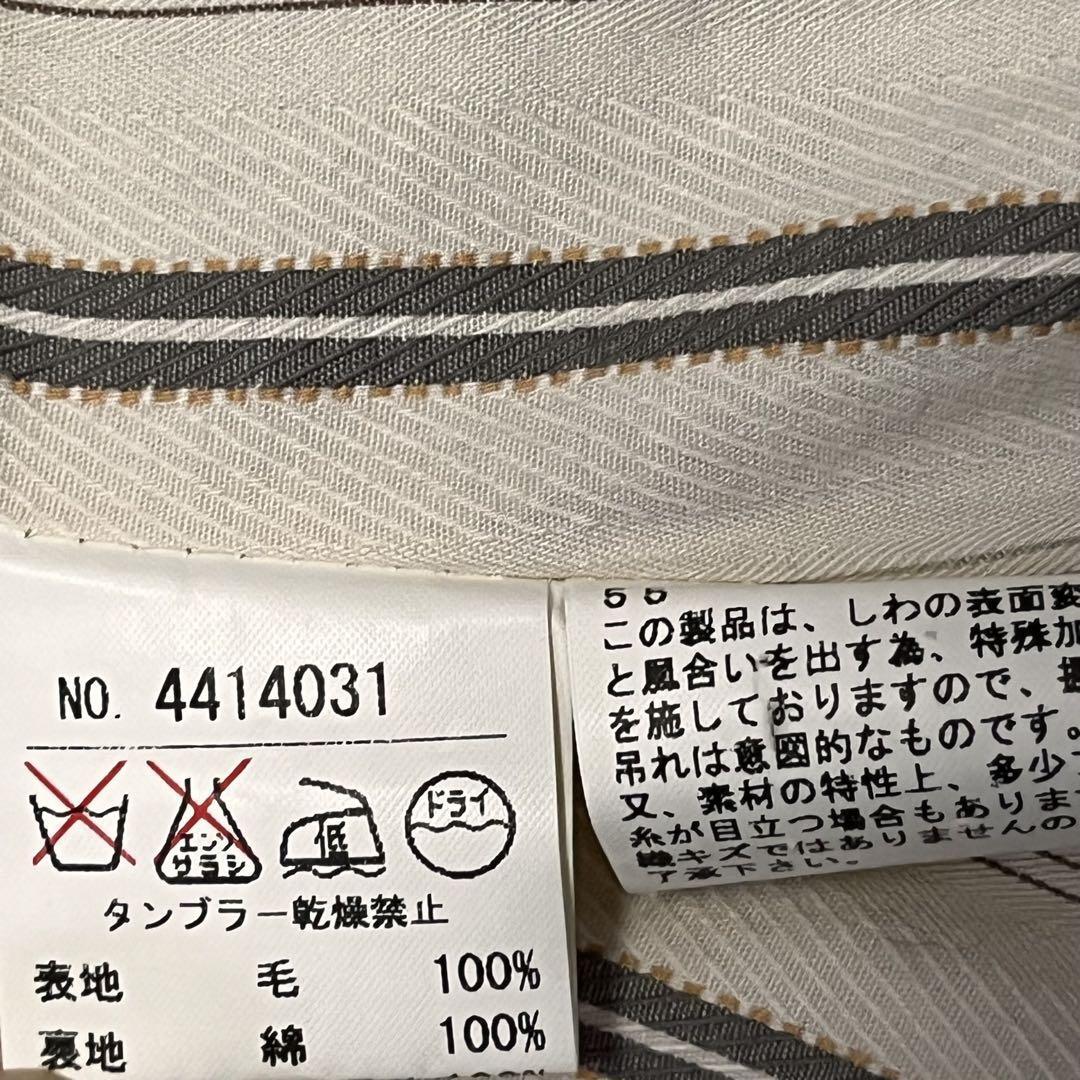 NO. 4414031
エンソ
サラシ
低
ドライ
タンブラー乾燥禁止
表地 毛 100%
裏地 綿 100%
55
この製品は、しわの表面変
と風合いを出す為、特殊加
を施しておりますので、
吊れは意図的なものです。
又、素材の特性上、多少
糸が目立つ場合もありま
織キズではありませんの
了承下さい。